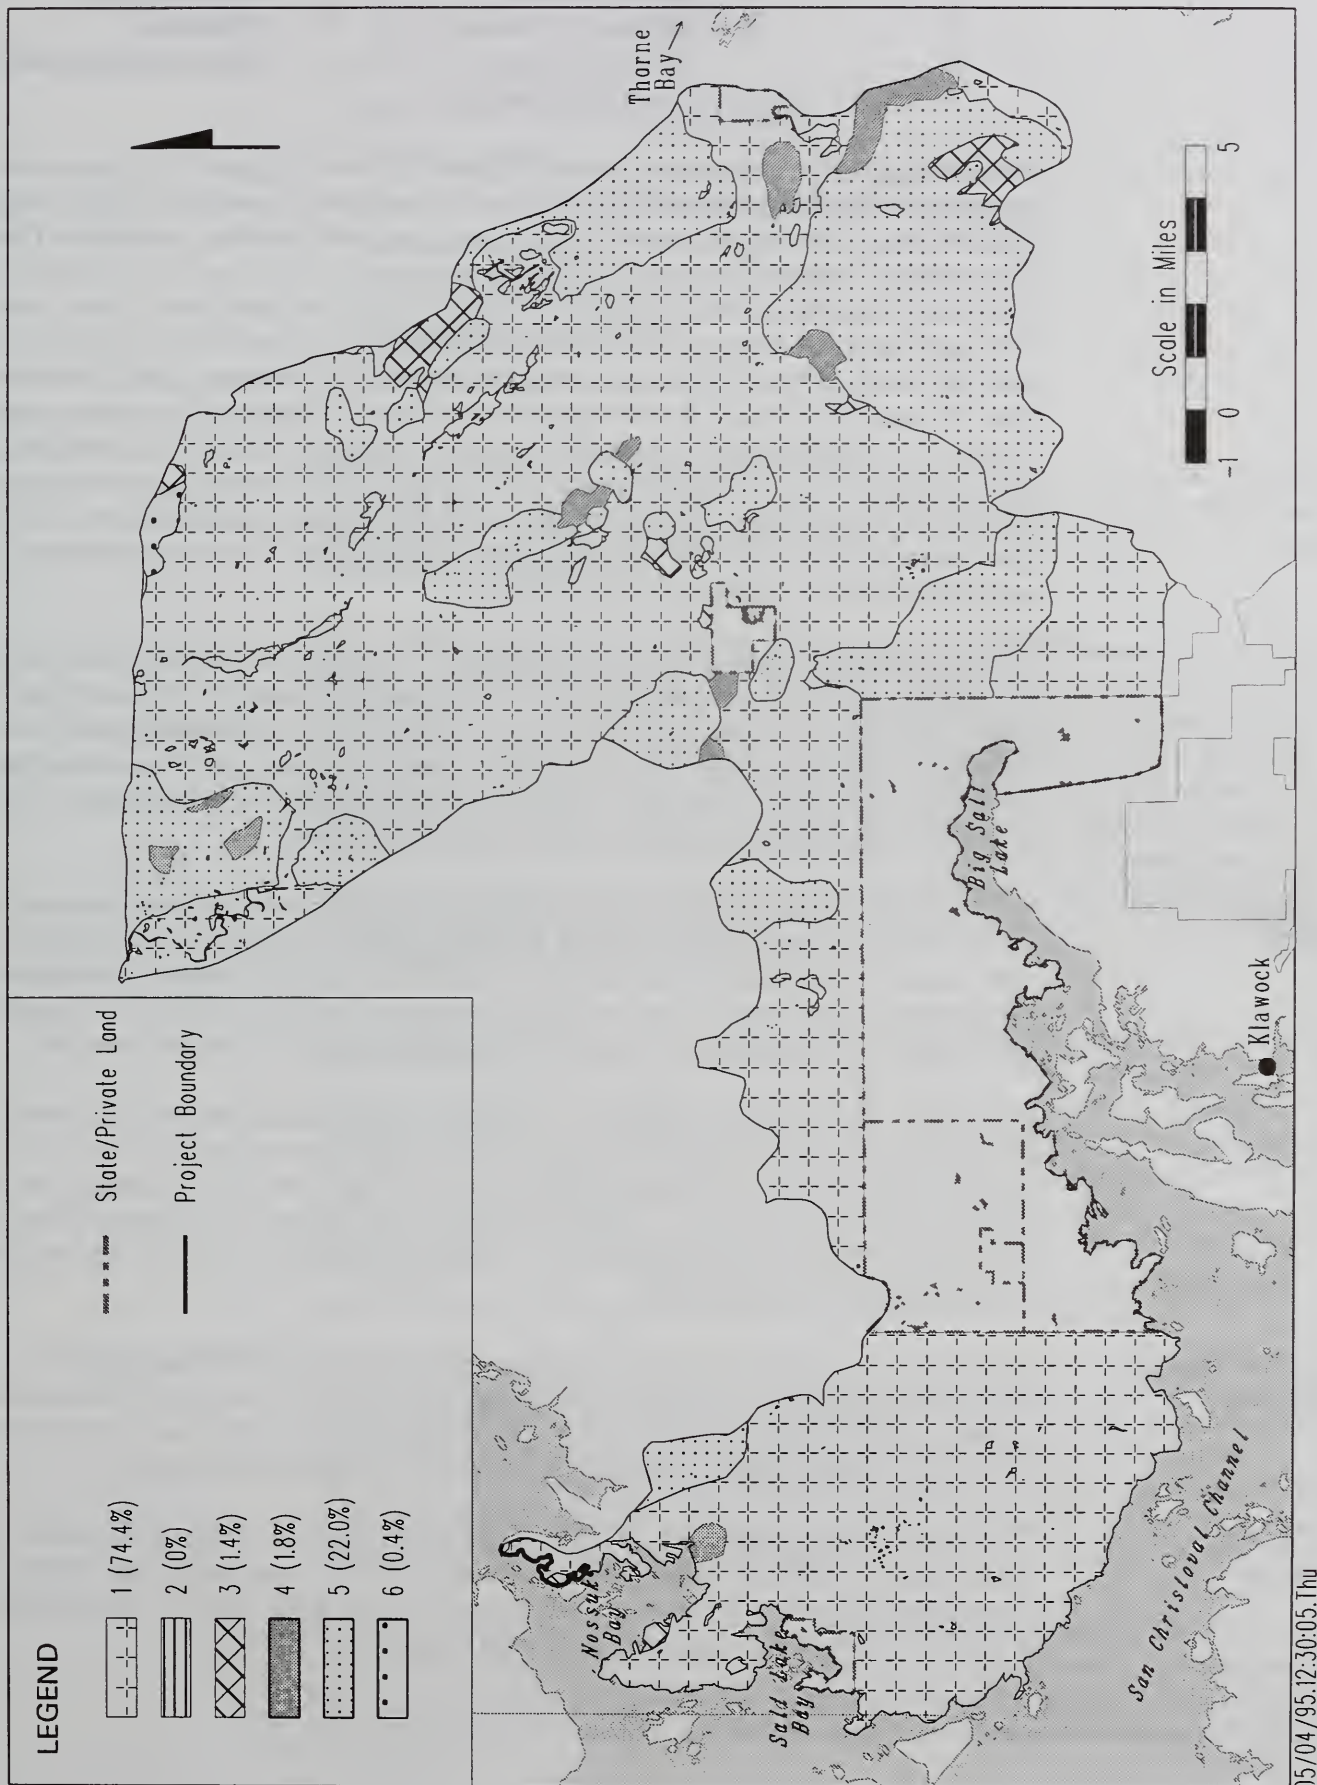 LEGEND
1 (74.4%)
2 (0%)
3 (1.4%)
4 (1.8%)
5 (22.0%)
6 (0.4%)
State/Private Land
Project Boundary
Thorne
Bay
Nossuk
Bay
Salt Lake
Bay
Big Salt
Lake
Klawock
San Christoval Channel
Scale in Miles
-1 0 5
05/04/95.12:30:05.Thu